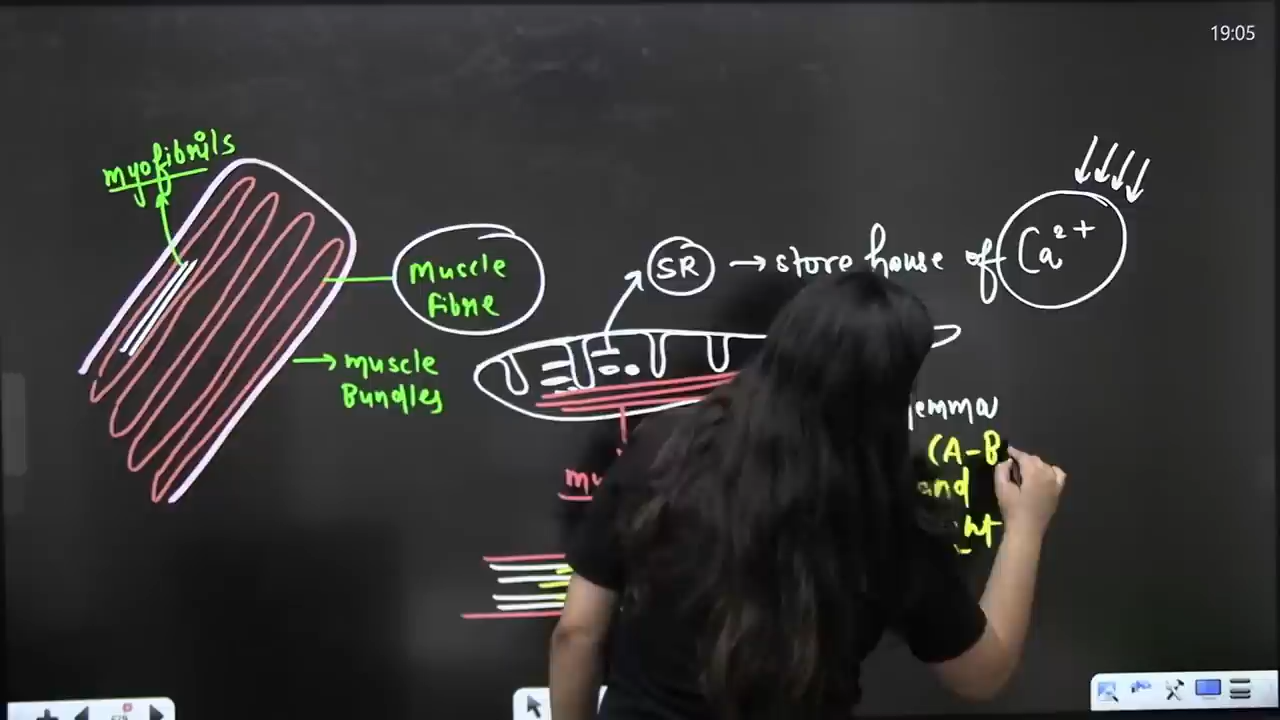 19:05
myofibrils
SR → store house of Ca²⁺
Muscle
Fibre
→ muscle
Bundles
(A-B
and